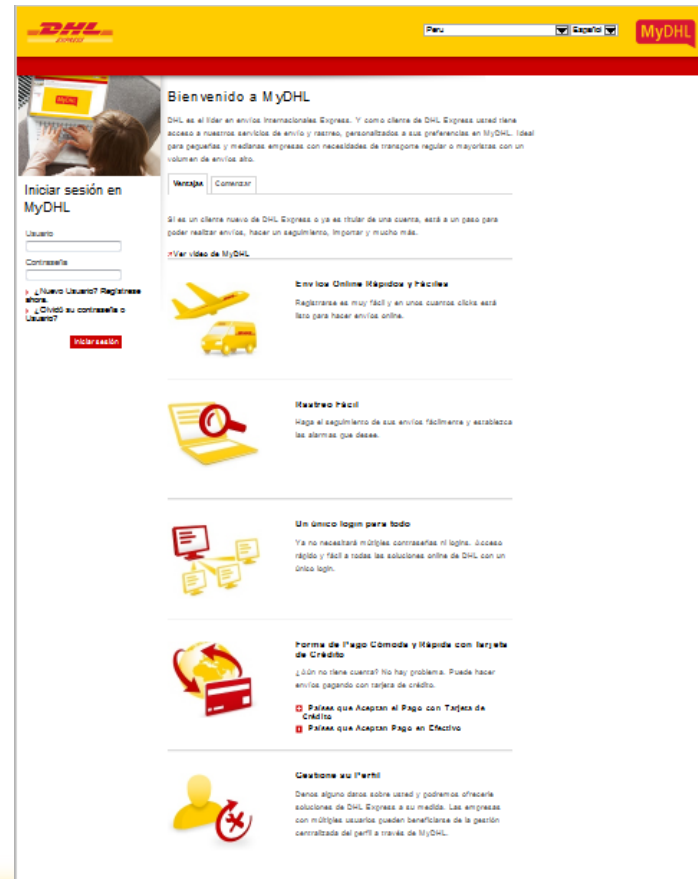 DHL
EXPRESS
Peru
Español
MyDHL
MyDHL
Iniciar sesión en
MyDHL
Usuario
Contraseña
¿Nuevo Usuario? Regístrese
ahora.
¿Olvidó su contraseña o
Usuario?
Iniciar sesión
Bienvenido a MyDHL
DHL es el líder en envíos internacionales Express. Y como cliente de DHL Express usted tiene
acceso a nuestros servicios de envío y rastreo, personalizados a sus preferencias en MyDHL. Ideal
para pequeñas y medianas empresas con necesidades de transporte regular o mayoristas con un
volumen de envíos alto.
Ventajas
Comenzar
Si es un cliente nuevo de DHL Express o ya es titular de una cuenta, está a un paso para
poder realizar envíos, hacer un seguimiento, importar y mucho más.
Ver video de MyDHL
Envíos Online Rápidos y Fáciles
Registrarse es muy fácil y en unos cuantos clicks está
listo para hacer envíos online.
Rastreo Fácil
Haga el seguimiento de sus envíos fácilmente y establezca
las alarmas que desee.
Un único login para todo
Ya no necesitará múltiples contraseñas ni logins. Acceso
rápido y fácil a todas las soluciones online de DHL con un
único login.
Forma de Pago Cómoda y Rápida con Tarjeta
de Crédito
¿Aún no tiene cuenta? No hay problema. Puede hacer
envíos pagando con tarjeta de crédito.
Países que Aceptan el Pago con Tarjeta de
Crédito
Países que Aceptan Pago en Efectivo
Gestione su Perfil
Denos alguno datos sobre usted y podremos ofrecerle
soluciones de DHL Express a su medida. Las empresas
con múltiples usuarios pueden beneficiarse de la gestión
centralizada del perfil a través de MyDHL.